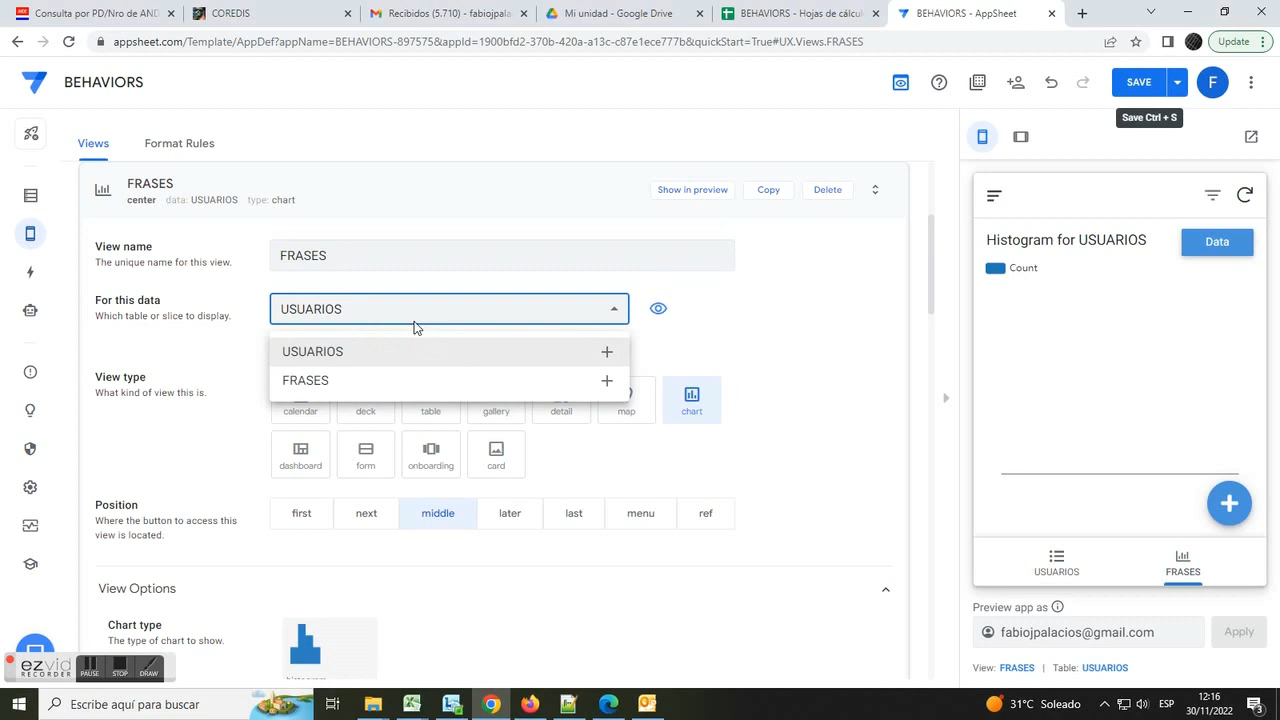 Consulta por PD/Nro de AND
COREDIS
Recibidos (5.713) - fabiojpalac
Mi unidad - Google Drive
BEHAVIORS - Hojas de cálcul
BEHAVIORS - AppSheet
appsheet.com/Template/AppDef?appName=BEHAVIORS-897575&appId=1900bfd2-370b-420a-a13c-c87e1ece777b&quickStart=True#UX.Views.FRASES
Update
BEHAVIORS
SAVE
F
Save Ctrl + S
Views
Format Rules
FRASES
center data: USUARIOS type: chart
Show in preview
Copy
Delete
View name
The unique name for this view.
FRASES
For this data
Which table or slice to display.
USUARIOS
USUARIOS
FRASES
View type
What kind of view this is.
calendar
deck
table
gallery
detail
map
chart
dashboard
form
onboarding
card
Position
Where the button to access this
view is located.
first
next
middle
later
last
menu
ref
View Options
Chart type
The type of chart to show.
Histogram for USUARIOS
Data
Count
USUARIOS
FRASES
Preview app as
fabiojpalacios@gmail.com
Apply
View: FRASES | Table: USUARIOS
ezvid
RECORDER
PAUSE
STOP
DRAW
Escribe aquí para buscar
31°C Soleado
ESP
12:16
30/11/2022
3